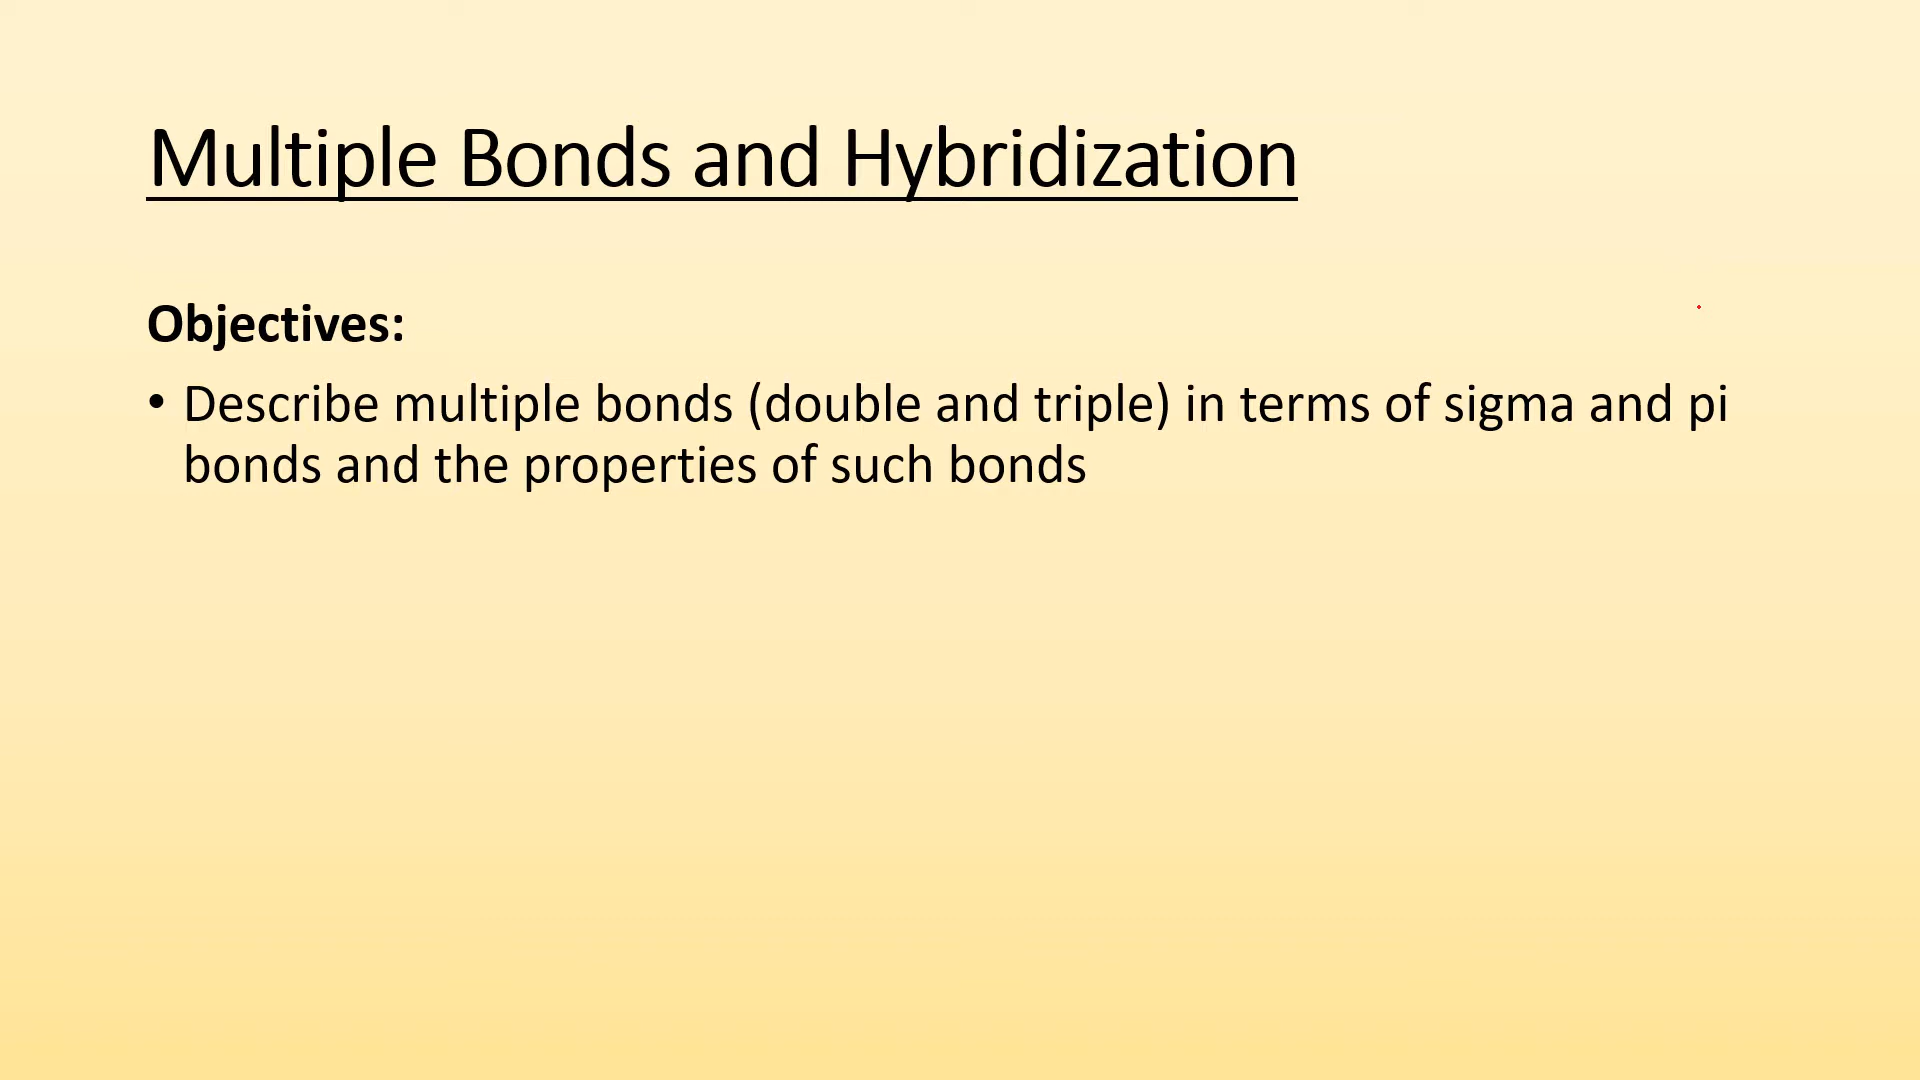 Multiple Bonds and Hybridization
Objectives:
• Describe multiple bonds (double and triple) in terms of sigma and pi
bonds and the properties of such bonds